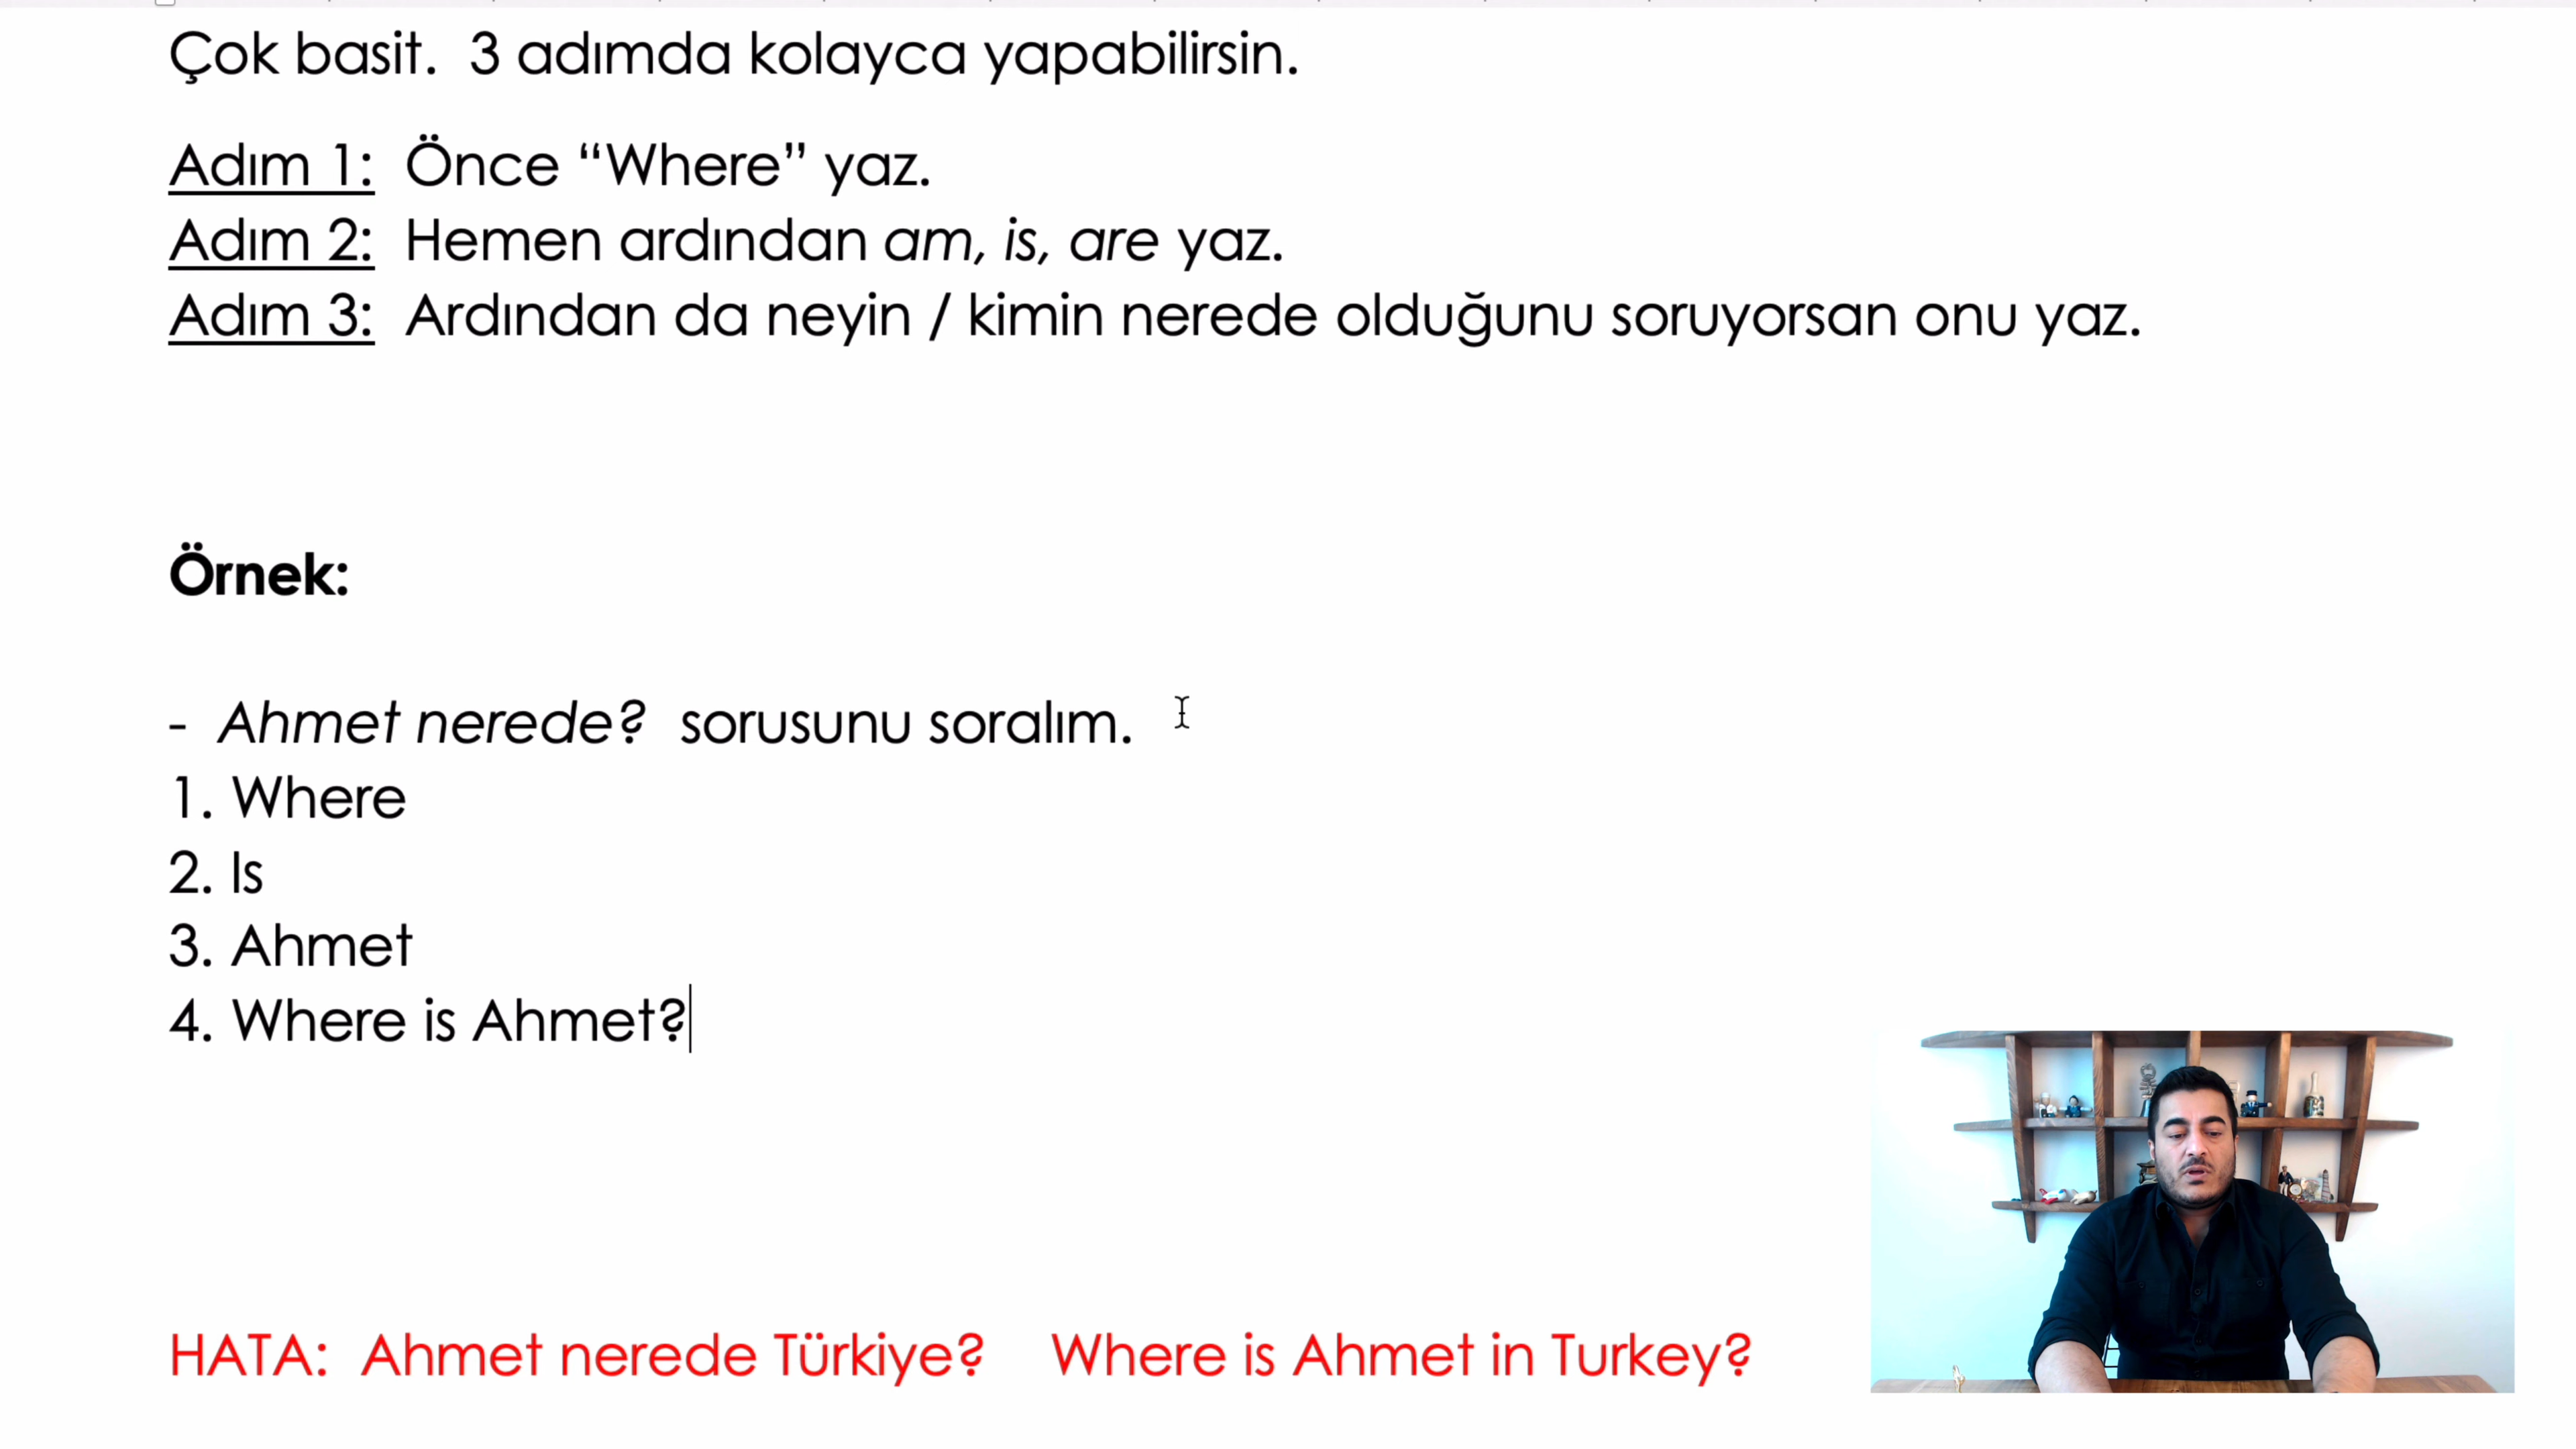 Çok basit.  3 adımda kolayca yapabilirsin.
Adım 1:  Önce “Where” yaz.
Adım 2:  Hemen ardından am, is, are yaz.
Adım 3:  Ardından da neyin / kimin nerede olduğunu soruyorsan onu yaz.
Örnek:
-  Ahmet nerede?  sorusunu soralım.
1. Where
2. Is
3. Ahmet
4. Where is Ahmet?
HATA:  Ahmet nerede Türkiye?    Where is Ahmet in Turkey?